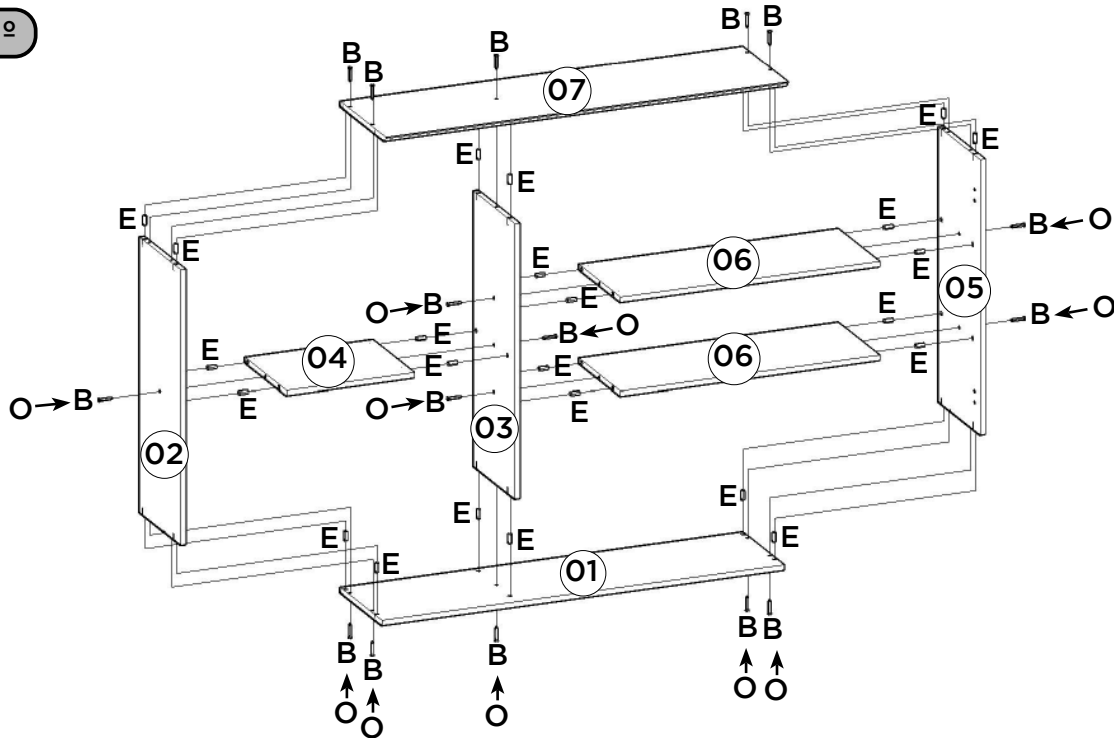 º
B B B B B
07
E E E E
E E
E E B ← O
06
E E E 05
O → B B ← O E B ← O
E E 04 E E 06 E
O → B E O → B 03 E
02
E E E
E E E E
01
B B B B B
↑ ↑ ↑ ↑ ↑
O O O O O